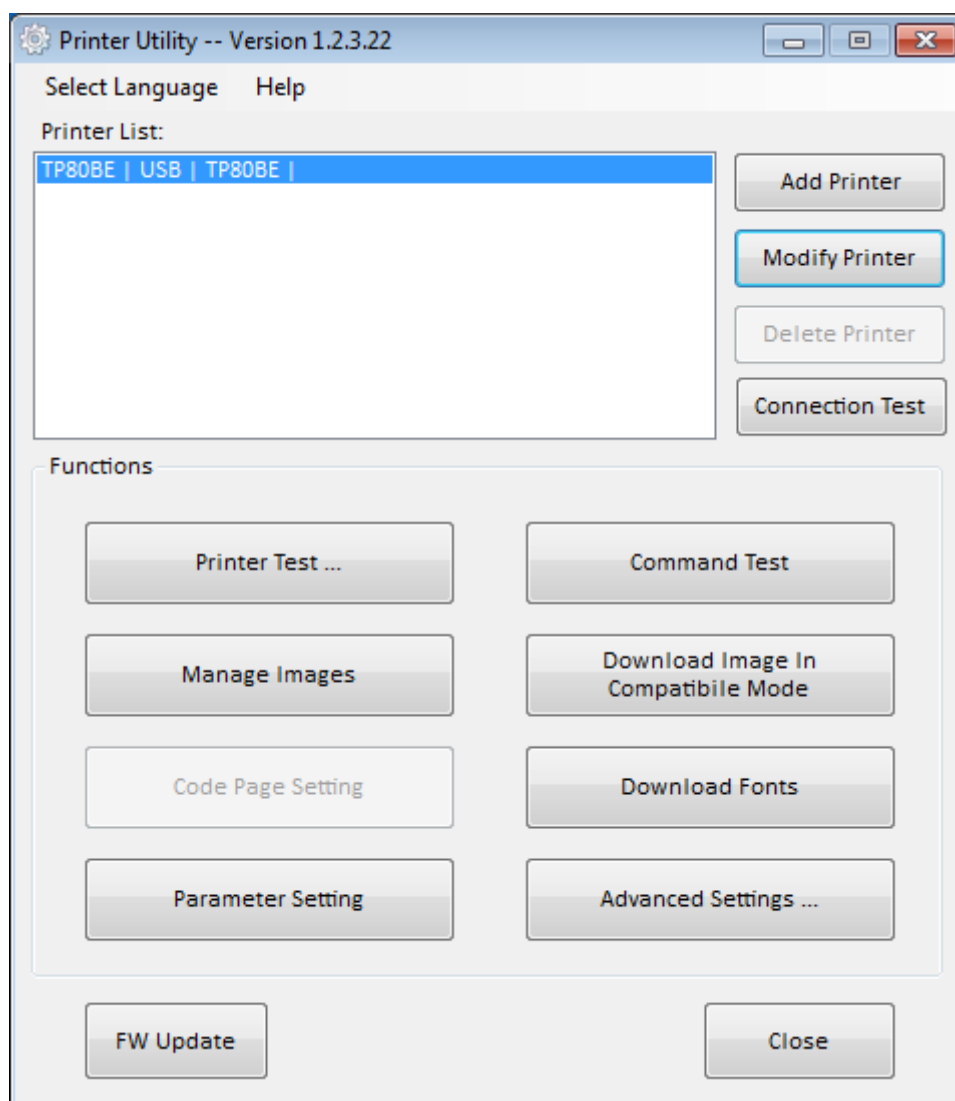 Printer Utility -- Version 1.2.3.22
Select Language Help
Printer List:
TP80BE | USB | TP80BE |
Add Printer
Modify Printer
Delete Printer
Connection Test
Functions
Printer Test ...
Command Test
Manage Images
Download Image In
Compatibile Mode
Code Page Setting
Download Fonts
Parameter Setting
Advanced Settings ...
FW Update
Close